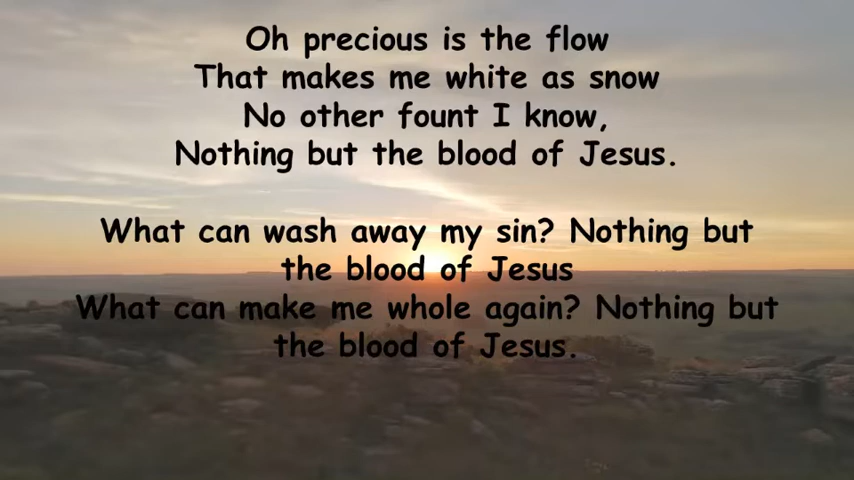 Oh precious is the flow
That makes me white as snow
No other fount I know,
Nothing but the blood of Jesus.
What can wash away my sin? Nothing but
the blood of Jesus
What can make me whole again? Nothing but
the blood of Jesus.